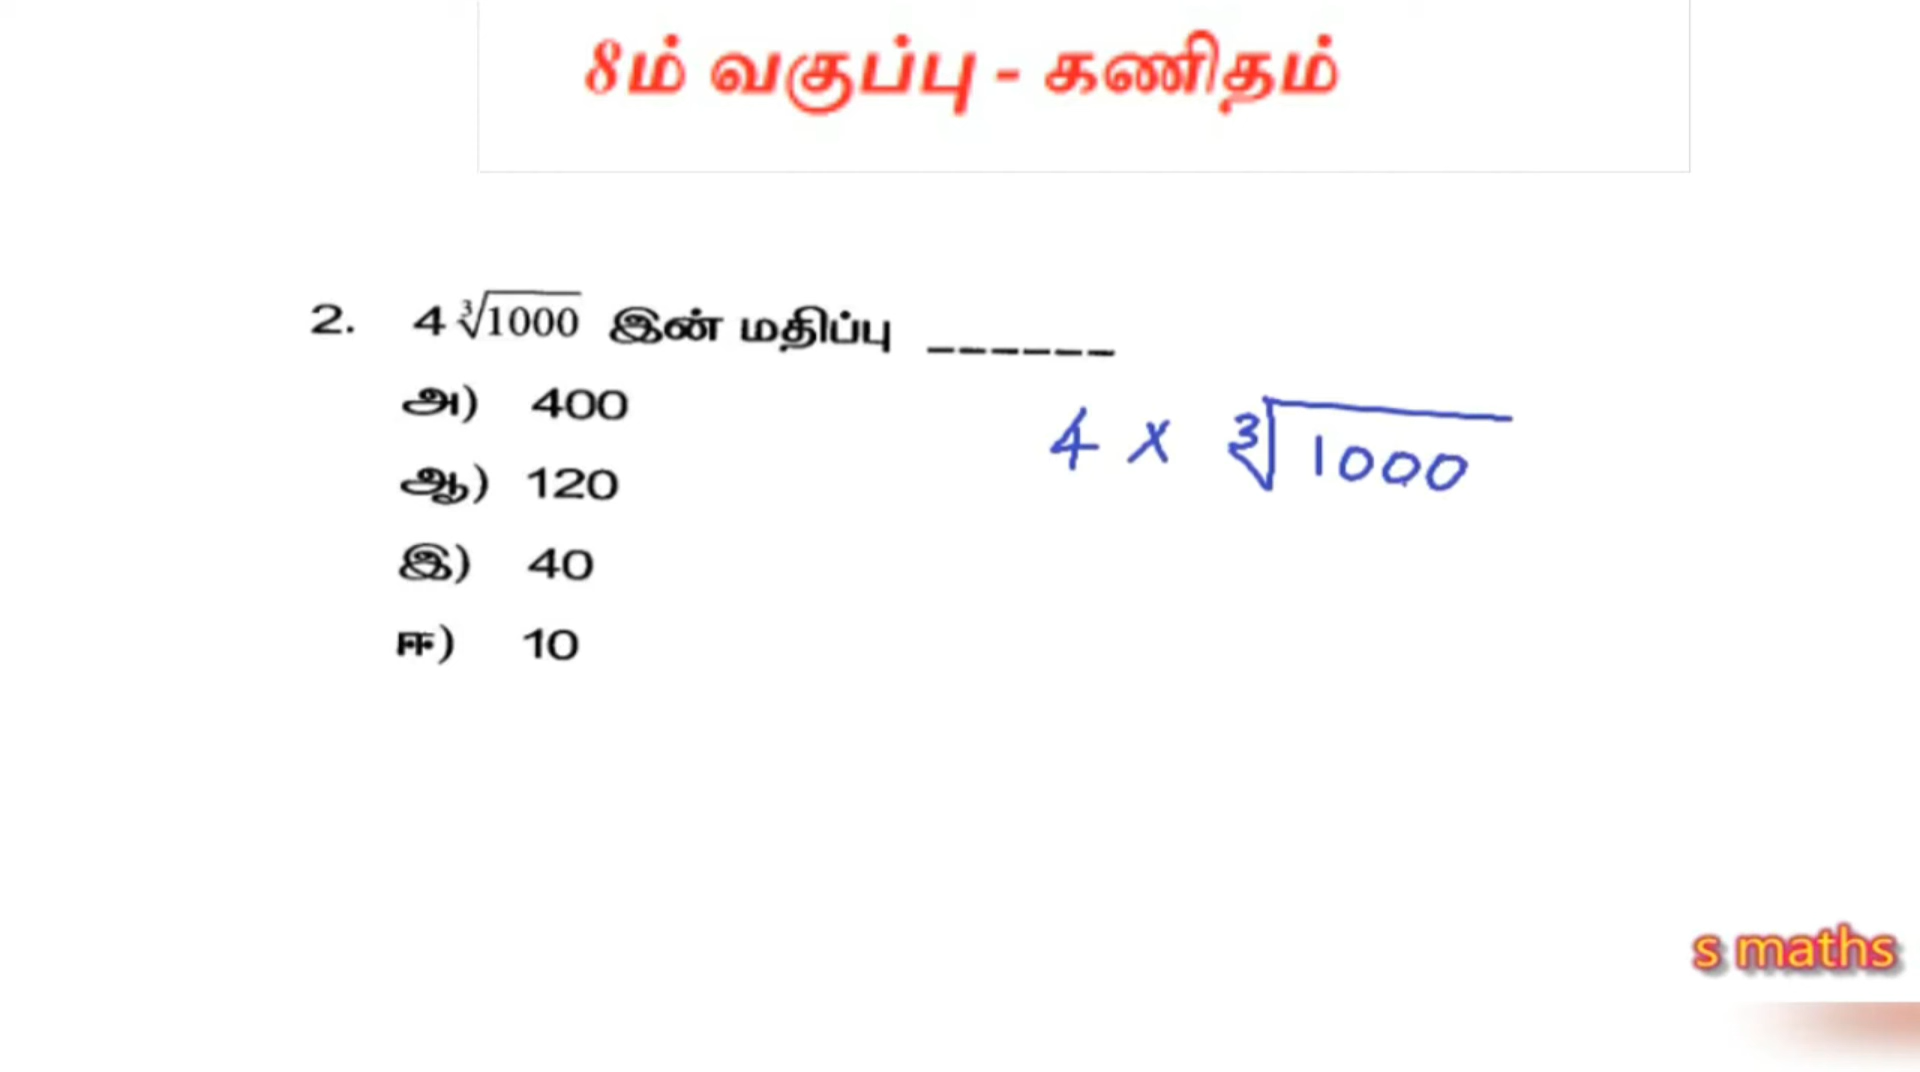 8ம் வகுப்பு - கணிதம்
2. 4 ∛1000 இன் மதிப்பு ______
அ) 400
4 x ∛1000
ஆ) 120
இ) 40
ஈ) 10
s maths